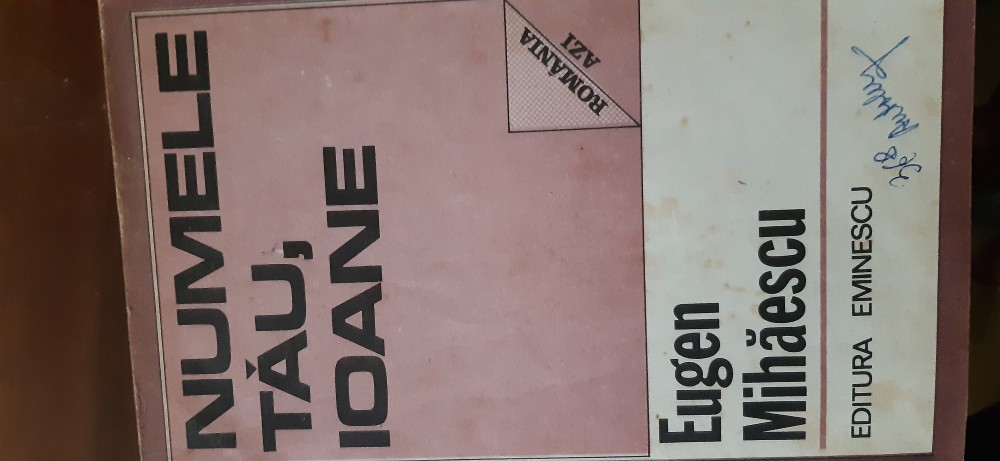 NUMELE
TĂU,
IOANE
ROMÂNIA
AZI
Eugen
Mihăescu
EDITURA EMINESCU